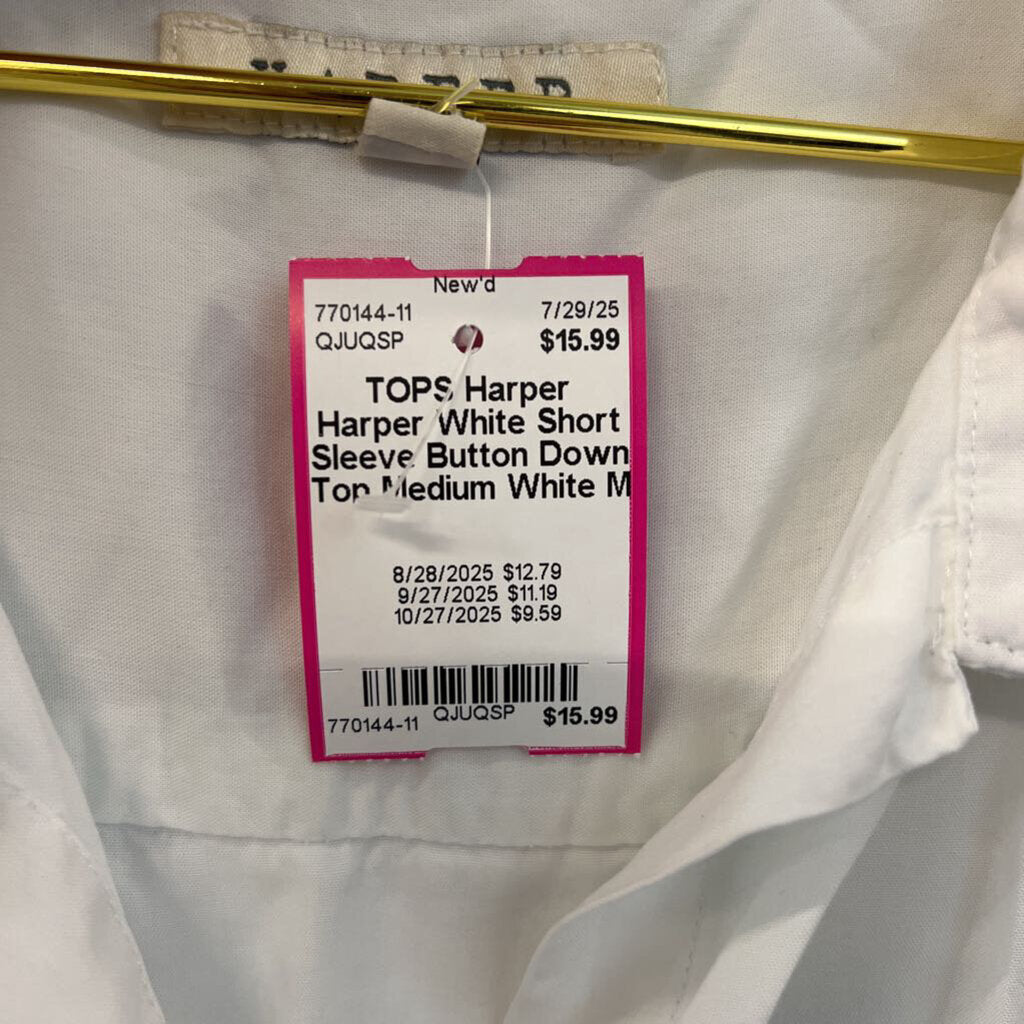 HARPER
New'd
770144-11 7/29/25
QJUQSP $15.99
TOPS Harper
Harper White Short
Sleeve Button Down
Top Medium White M
8/28/2025 $12.79
9/27/2025 $11.19
10/27/2025 $9.59
770144-11 QJUQSP $15.99